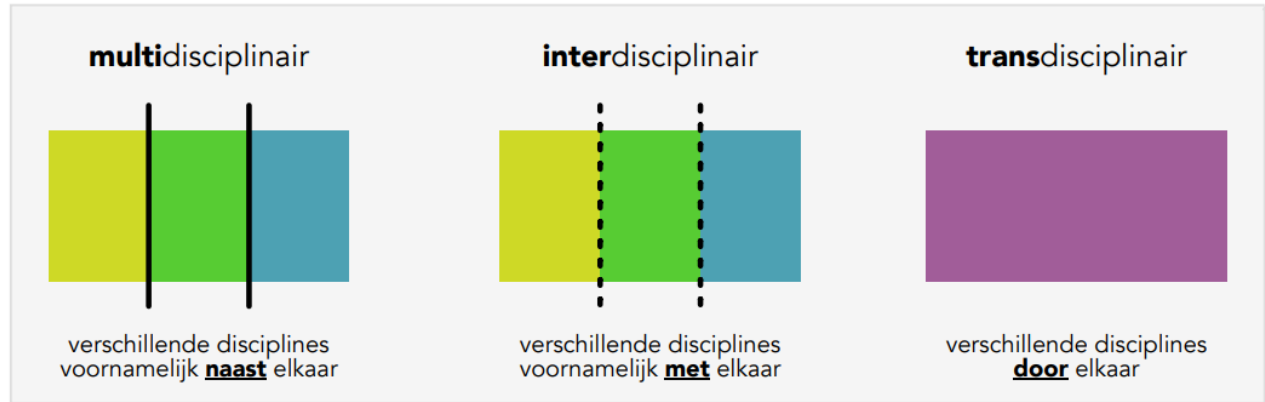 multidisciplinair
interdisciplinair
transdisciplinair
verschillende disciplines
voornamelijk naast elkaar
verschillende disciplines
voornamelijk met elkaar
verschillende disciplines
door elkaar